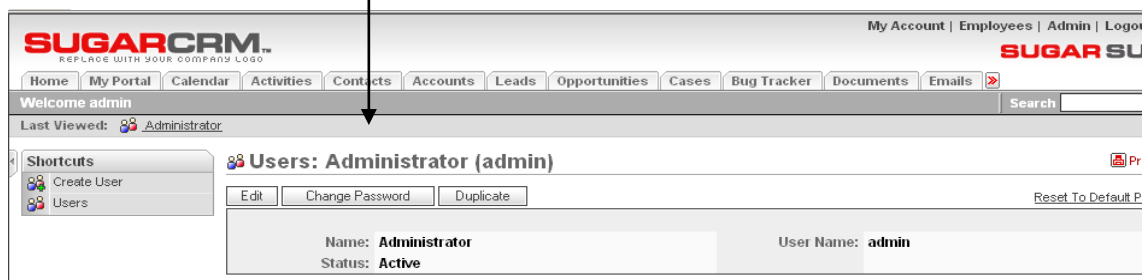 My Account | Employees | Admin | Logou
SUGARCRM™
REPLACE WITH YOUR COMPANY LOGO
SUGAR SU
Home My Portal Calendar Activities Contacts Accounts Leads Opportunities Cases Bug Tracker Documents Emails
Welcome admin Search
Last Viewed: Administrator
Shortcuts
Create User
Users
Users: Administrator (admin) Pr
Edit Change Password Duplicate Reset To Default P
Name: Administrator User Name: admin
Status: Active